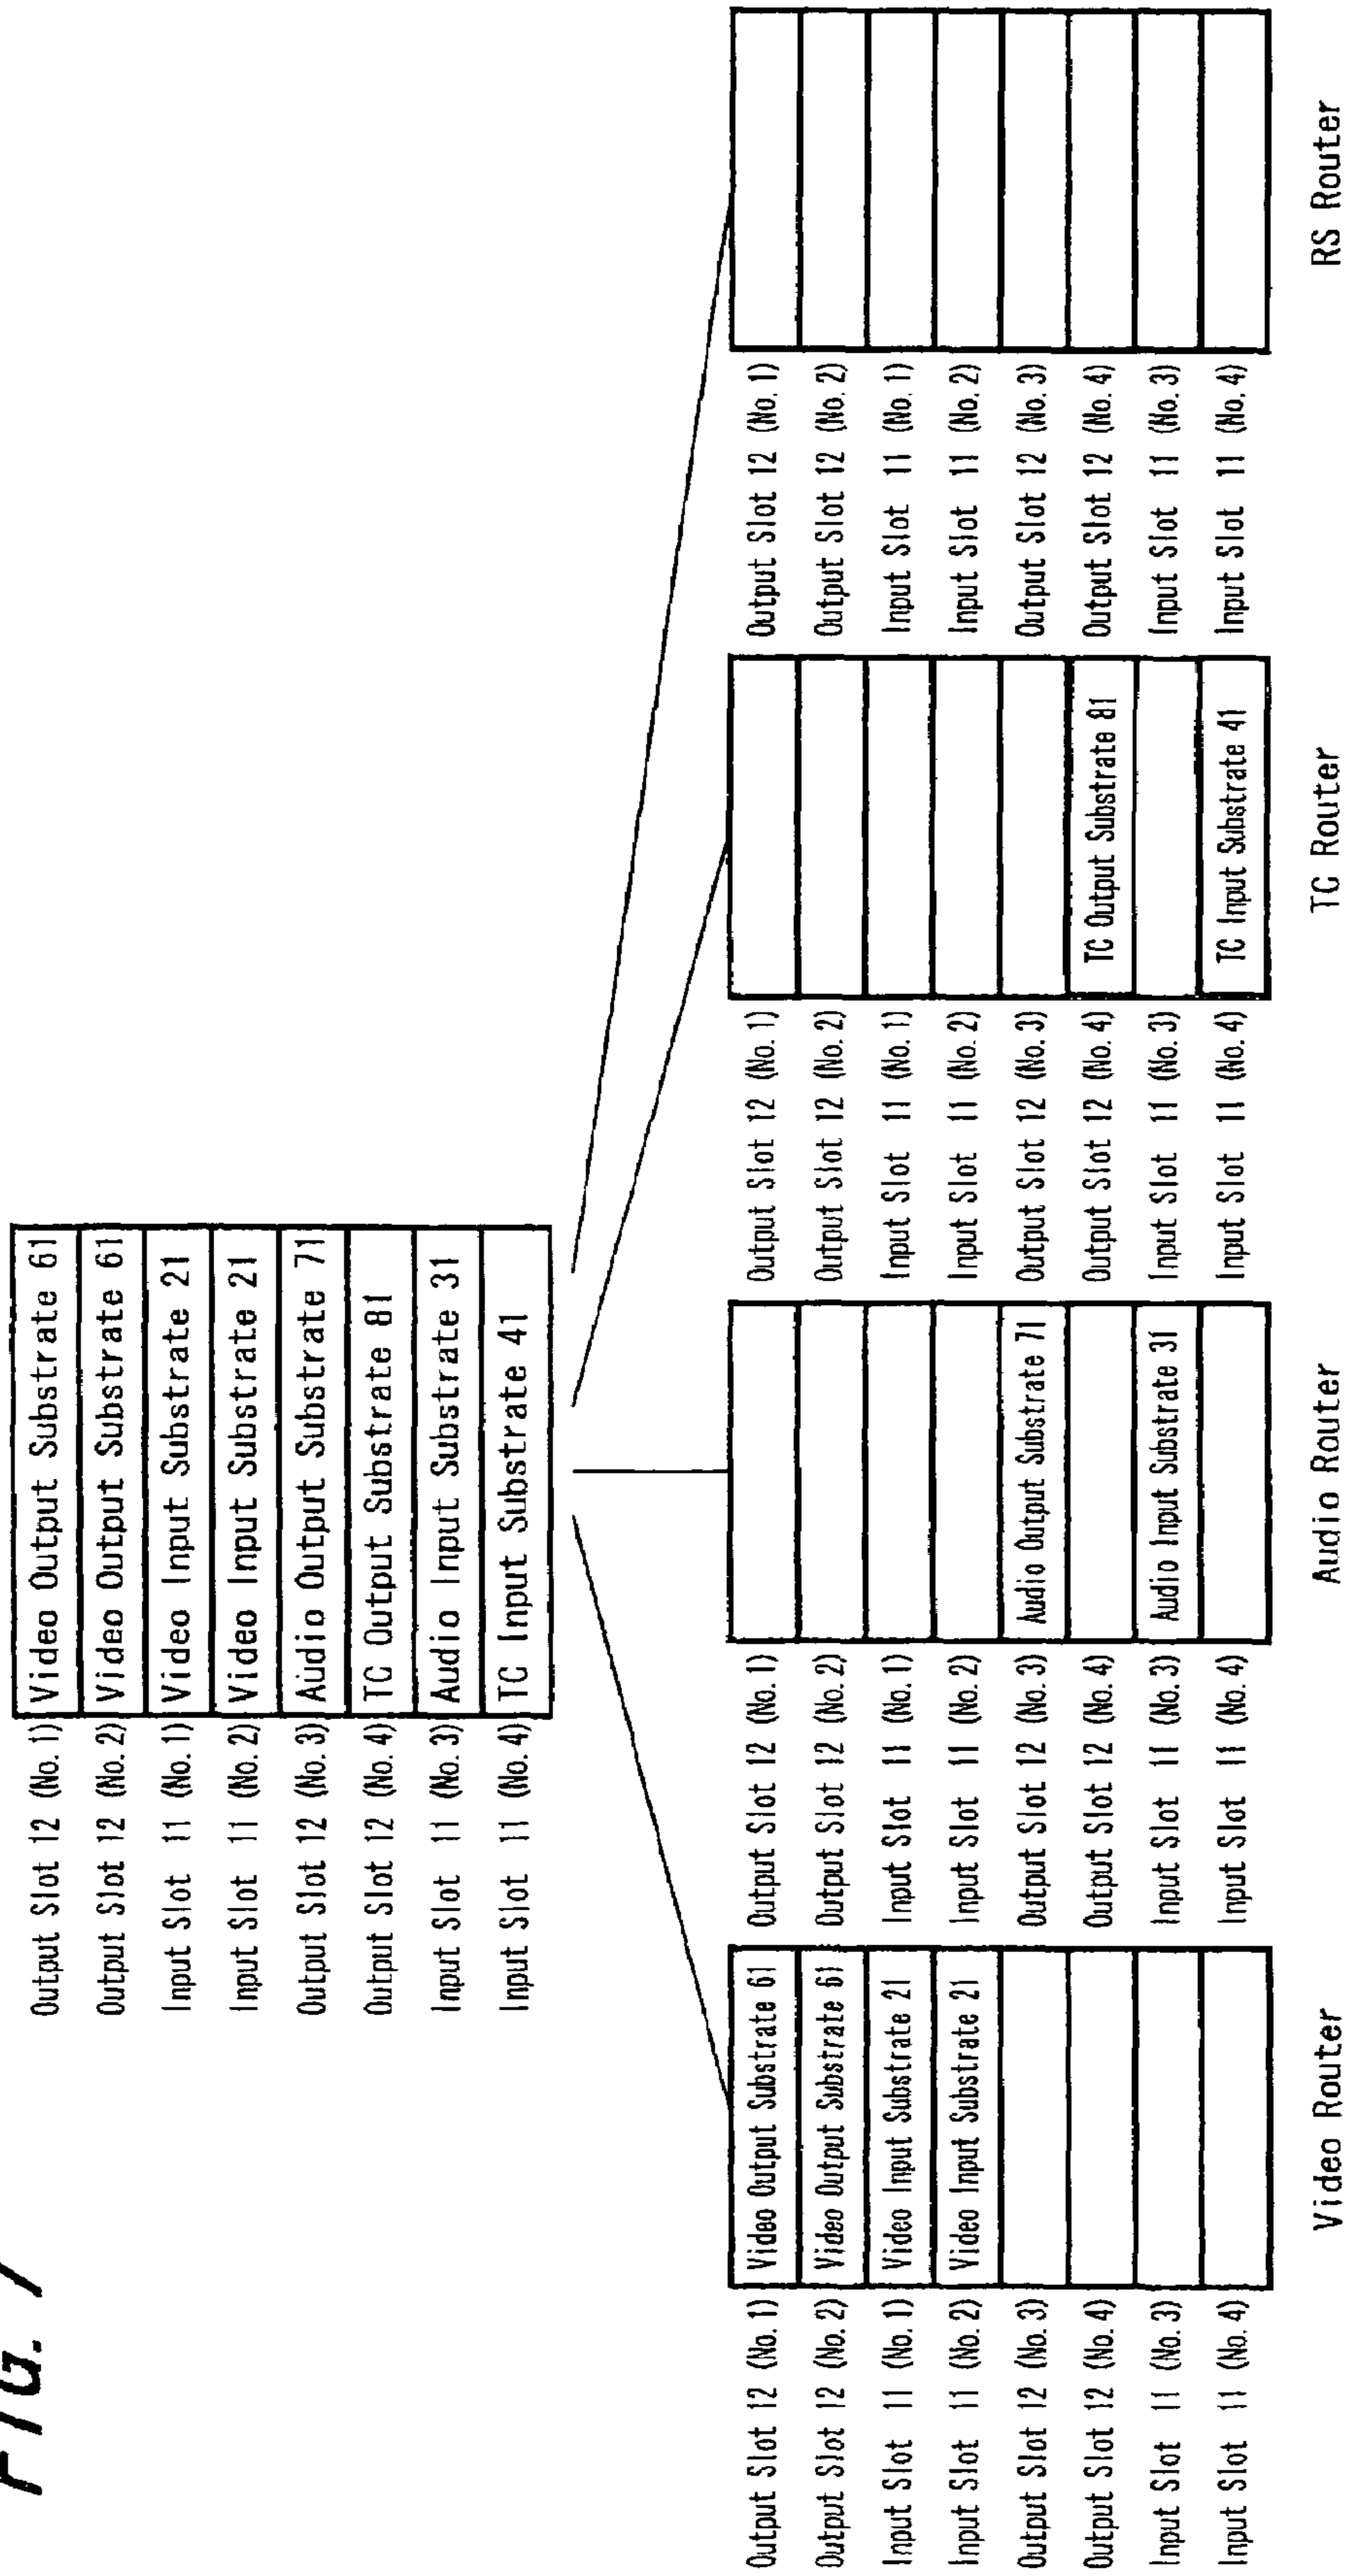 FIG. 7
Output Slot 12 (No. 1) Video Output Substrate 61
Output Slot 12 (No. 2) Video Output Substrate 61
Input Slot 11 (No. 1) Video Input Substrate 21
Input Slot 11 (No. 2) Video Input Substrate 21
Output Slot 12 (No. 3) Audio Output Substrate 71
Output Slot 12 (No. 4) TC Output Substrate 81
Input Slot 11 (No. 3) Audio Input Substrate 31
Input Slot 11 (No. 4) TC Input Substrate 41
Output Slot 12 (No. 1) Video Output Substrate 61
Output Slot 12 (No. 2) Video Output Substrate 61
Input Slot 11 (No. 1) Video Input Substrate 21
Input Slot 11 (No. 2) Video Input Substrate 21
Output Slot 12 (No. 3)
Output Slot 12 (No. 4)
Input Slot 11 (No. 3)
Input Slot 11 (No. 4)
Video Router
Output Slot 12 (No. 1)
Output Slot 12 (No. 2)
Input Slot 11 (No. 1)
Input Slot 11 (No. 2)
Output Slot 12 (No. 3) Audio Output Substrate 71
Output Slot 12 (No. 4)
Input Slot 11 (No. 3) Audio Input Substrate 31
Input Slot 11 (No. 4)
Audio Router
Output Slot 12 (No. 1)
Output Slot 12 (No. 2)
Input Slot 11 (No. 1)
Input Slot 11 (No. 2)
Output Slot 12 (No. 3)
Output Slot 12 (No. 4) TC Output Substrate 81
Input Slot 11 (No. 3)
Input Slot 11 (No. 4) TC Input Substrate 41
TC Router
Output Slot 12 (No. 1)
Output Slot 12 (No. 2)
Input Slot 11 (No. 1)
Input Slot 11 (No. 2)
Output Slot 12 (No. 3)
Output Slot 12 (No. 4)
Input Slot 11 (No. 3)
Input Slot 11 (No. 4)
RS Router